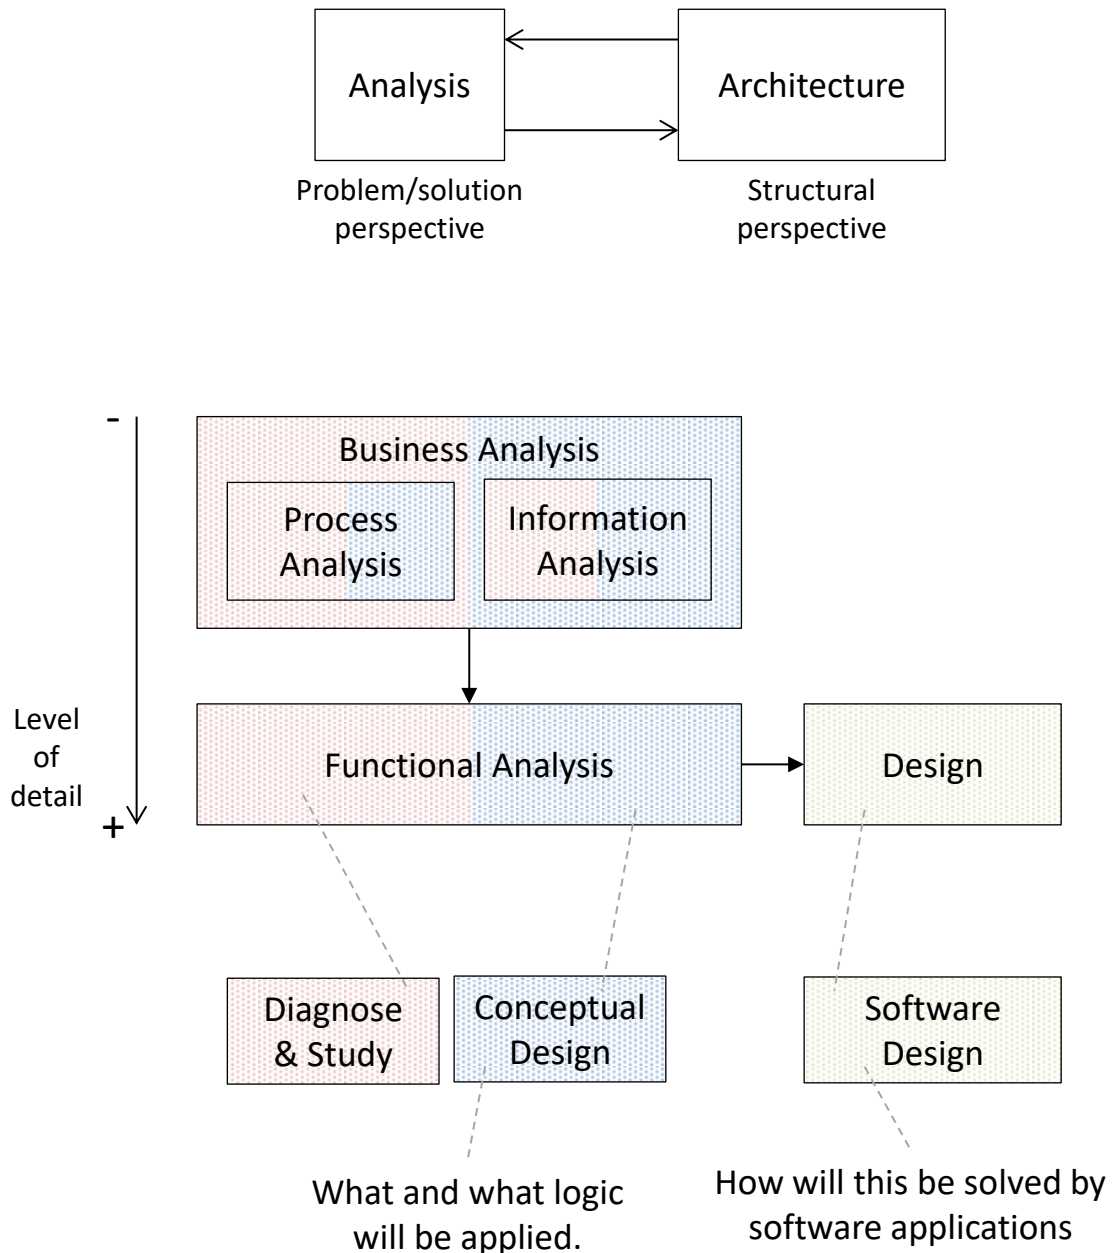 Analysis
Architecture
Problem/solution
perspective
Structural
perspective
-
Business Analysis
Process
Analysis
Information
Analysis
Level
of
detail
+
Functional Analysis
Design
Diagnose
& Study
Conceptual
Design
Software
Design
What and what logic
will be applied.
How will this be solved by
software applications